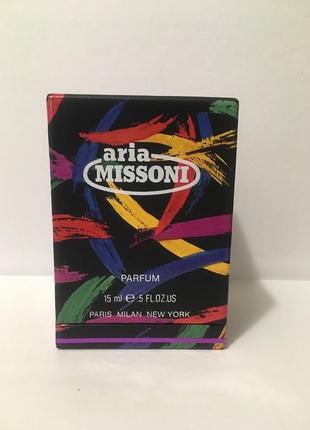 aria
MISSONI
PARFUM
15 ml ℮ .5 FL.OZ.US
PARIS MILAN NEW YORK